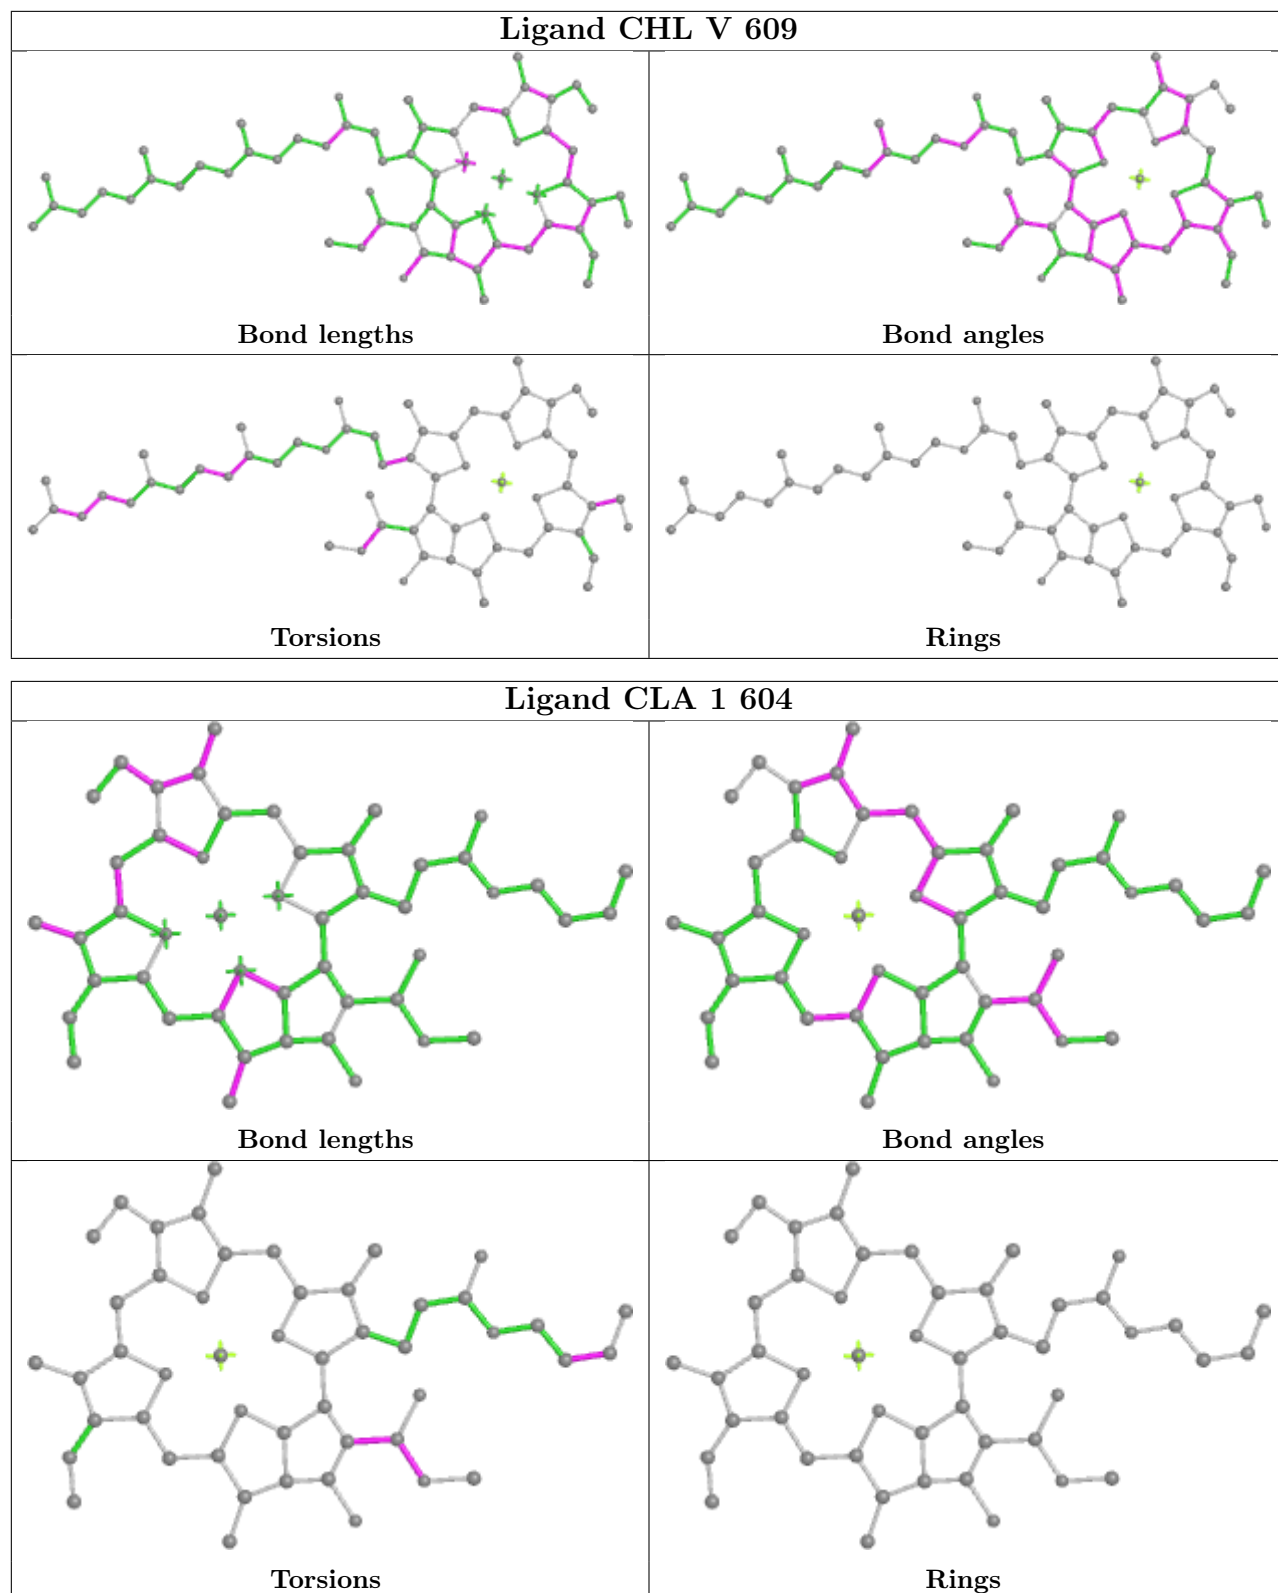 Ligand CHL V 609
Bond lengths
Bond angles
Torsions
Rings
Ligand CLA 1 604
Bond lengths
Bond angles
Torsions
Rings